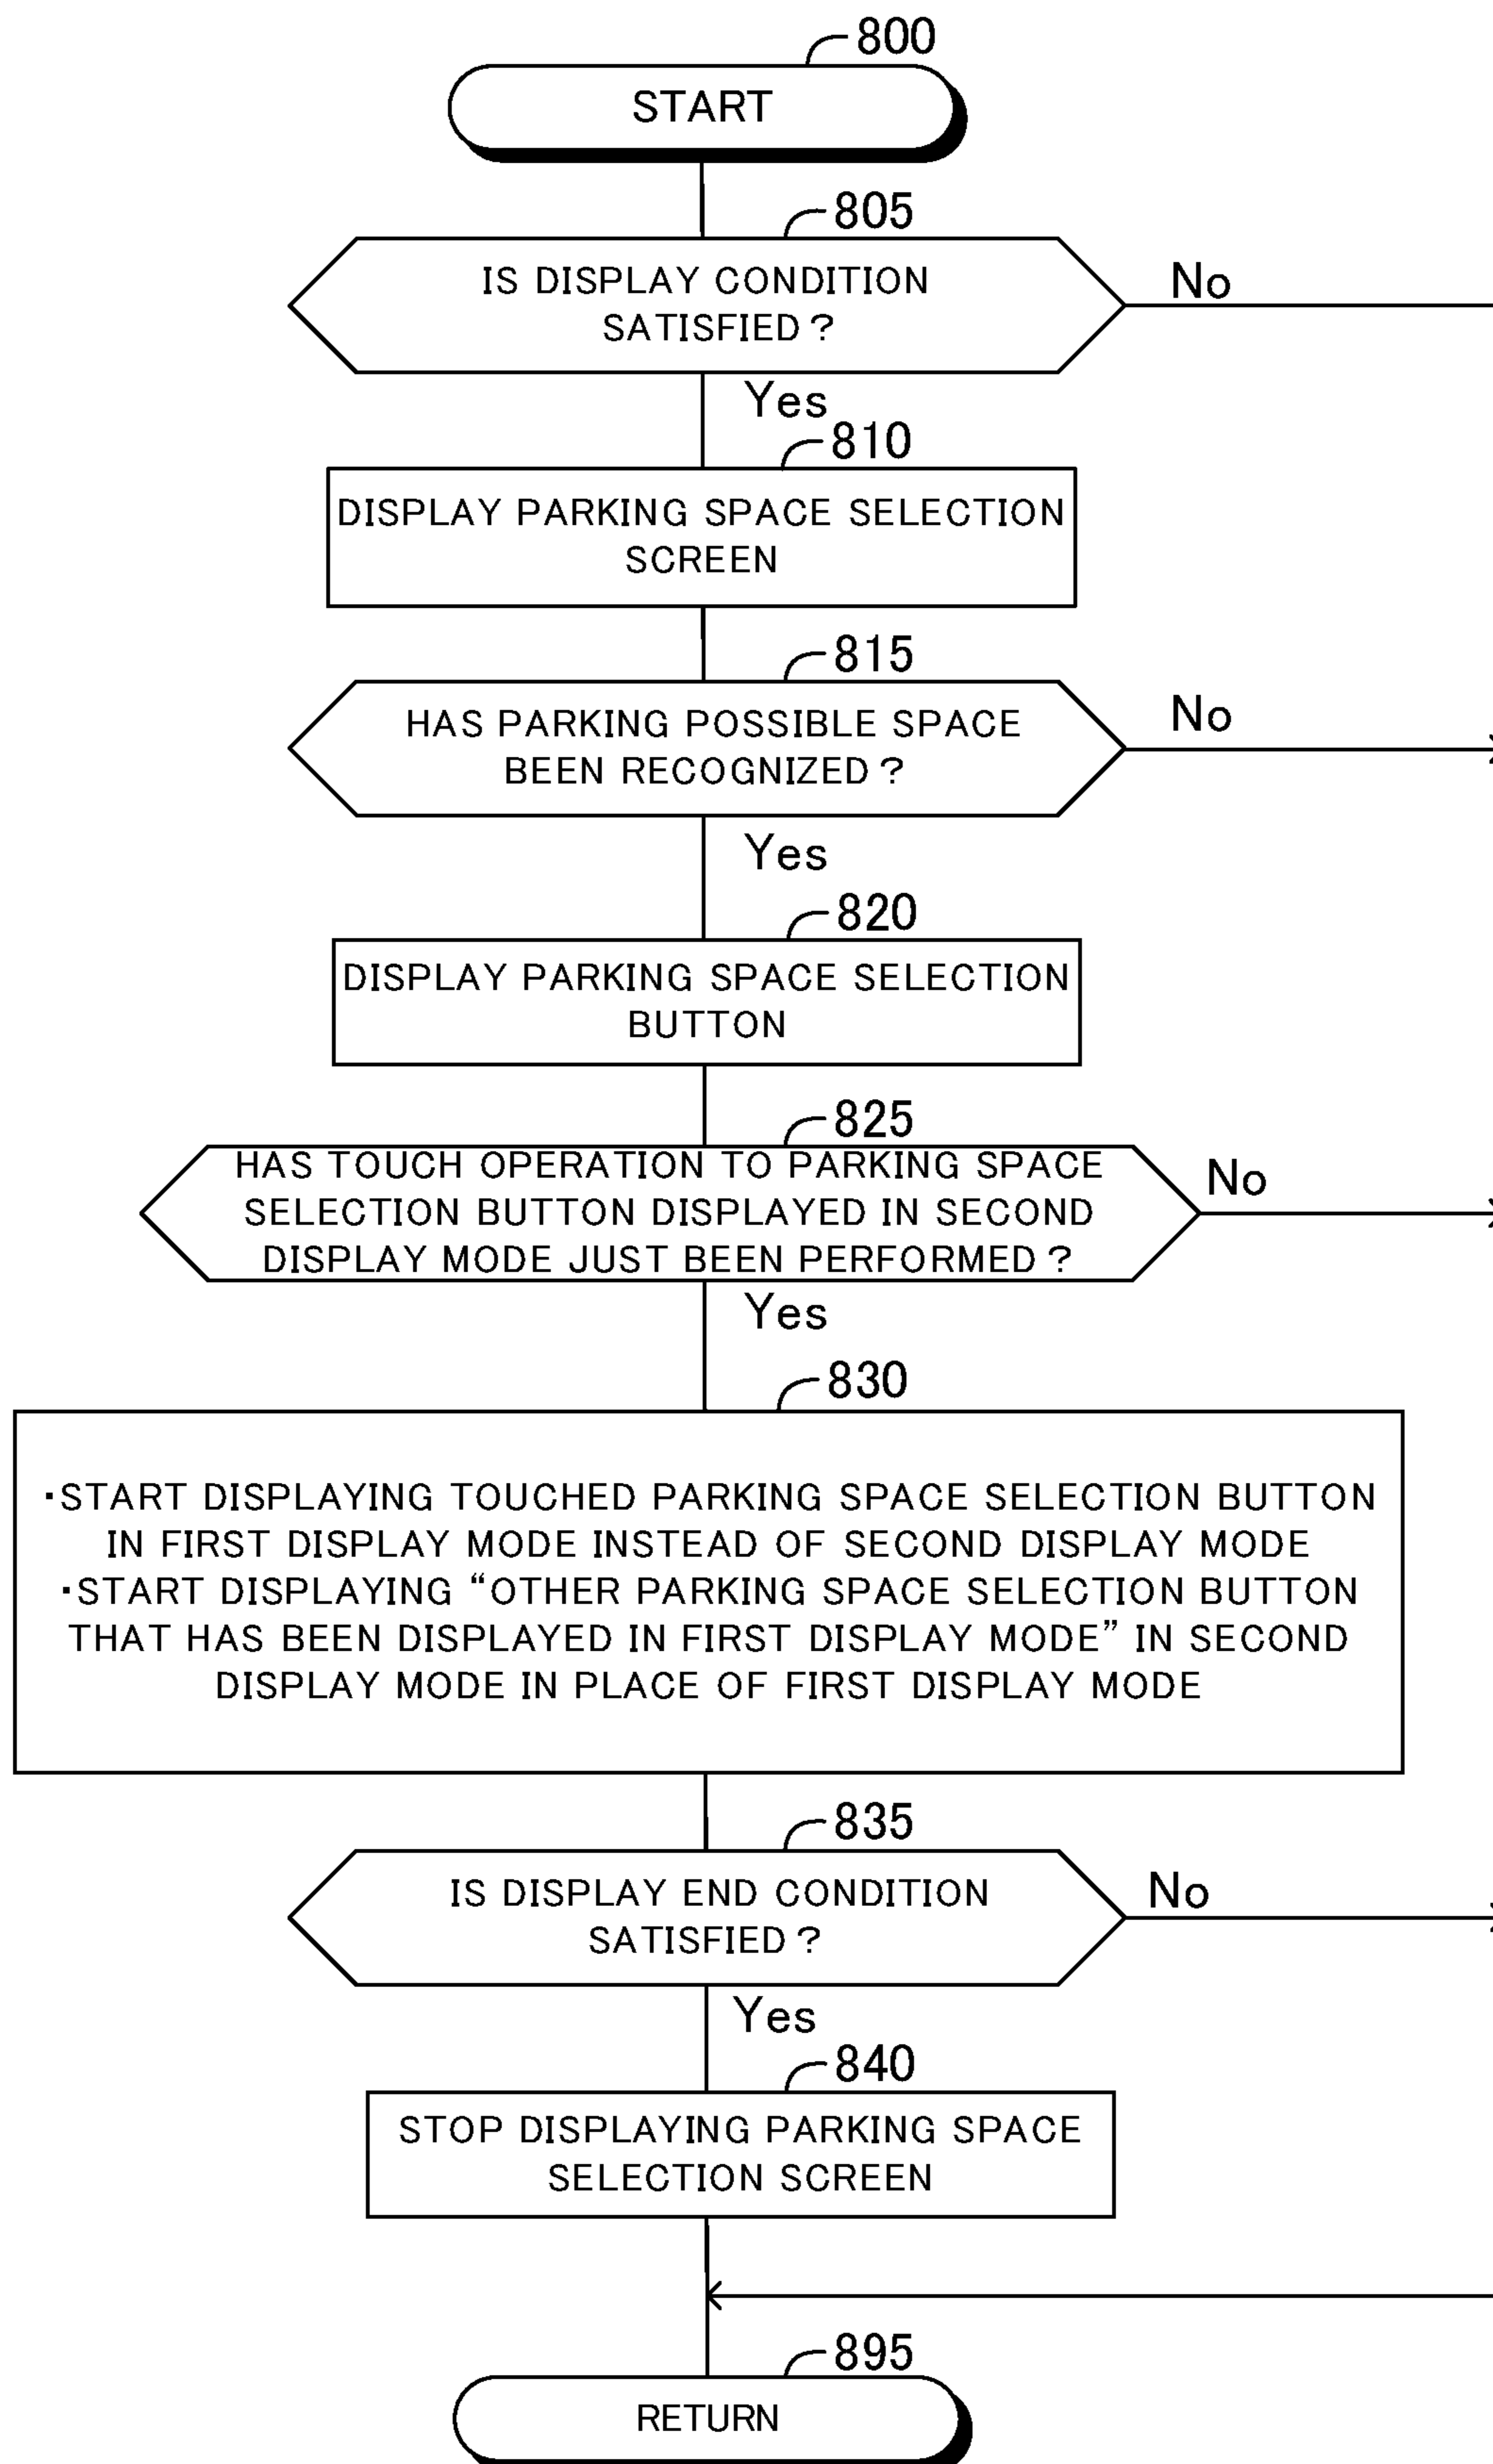 800
START
805
IS DISPLAY CONDITION
SATISFIED?
No
Yes
810
DISPLAY PARKING SPACE SELECTION
SCREEN
815
HAS PARKING POSSIBLE SPACE
BEEN RECOGNIZED?
No
Yes
820
DISPLAY PARKING SPACE SELECTION
BUTTON
825
HAS TOUCH OPERATION TO PARKING SPACE
SELECTION BUTTON DISPLAYED IN SECOND
DISPLAY MODE JUST BEEN PERFORMED?
No
Yes
830
・START DISPLAYING TOUCHED PARKING SPACE SELECTION BUTTON
IN FIRST DISPLAY MODE INSTEAD OF SECOND DISPLAY MODE
・START DISPLAYING “OTHER PARKING SPACE SELECTION BUTTON
THAT HAS BEEN DISPLAYED IN FIRST DISPLAY MODE” IN SECOND
DISPLAY MODE IN PLACE OF FIRST DISPLAY MODE
835
IS DISPLAY END CONDITION
SATISFIED?
No
Yes
840
STOP DISPLAYING PARKING SPACE
SELECTION SCREEN
895
RETURN